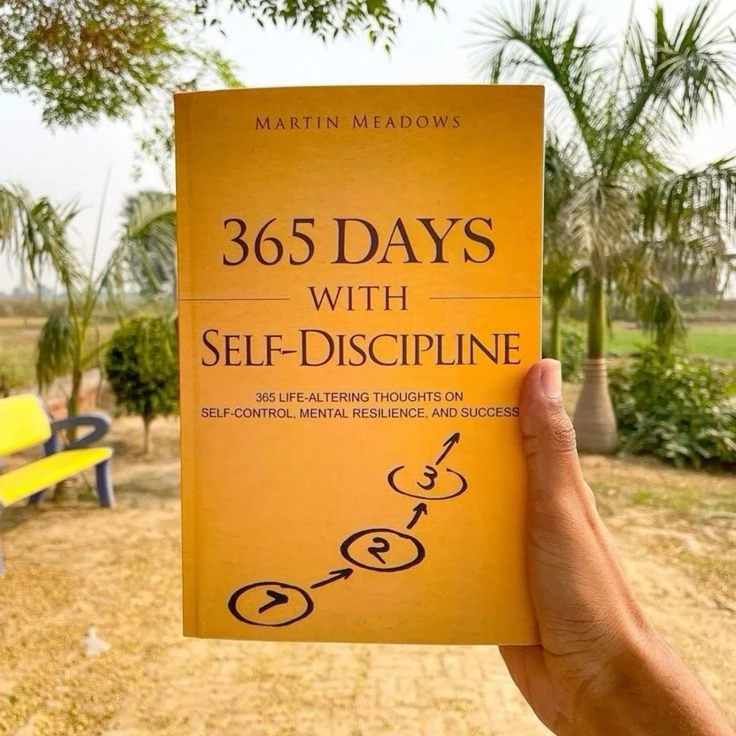 MARTIN MEADOWS
365 DAYS
WITH
SELF-DISCIPLINE
365 LIFE-ALTERING THOUGHTS ON
SELF-CONTROL, MENTAL RESILIENCE, AND SUCCESS
3
2
1